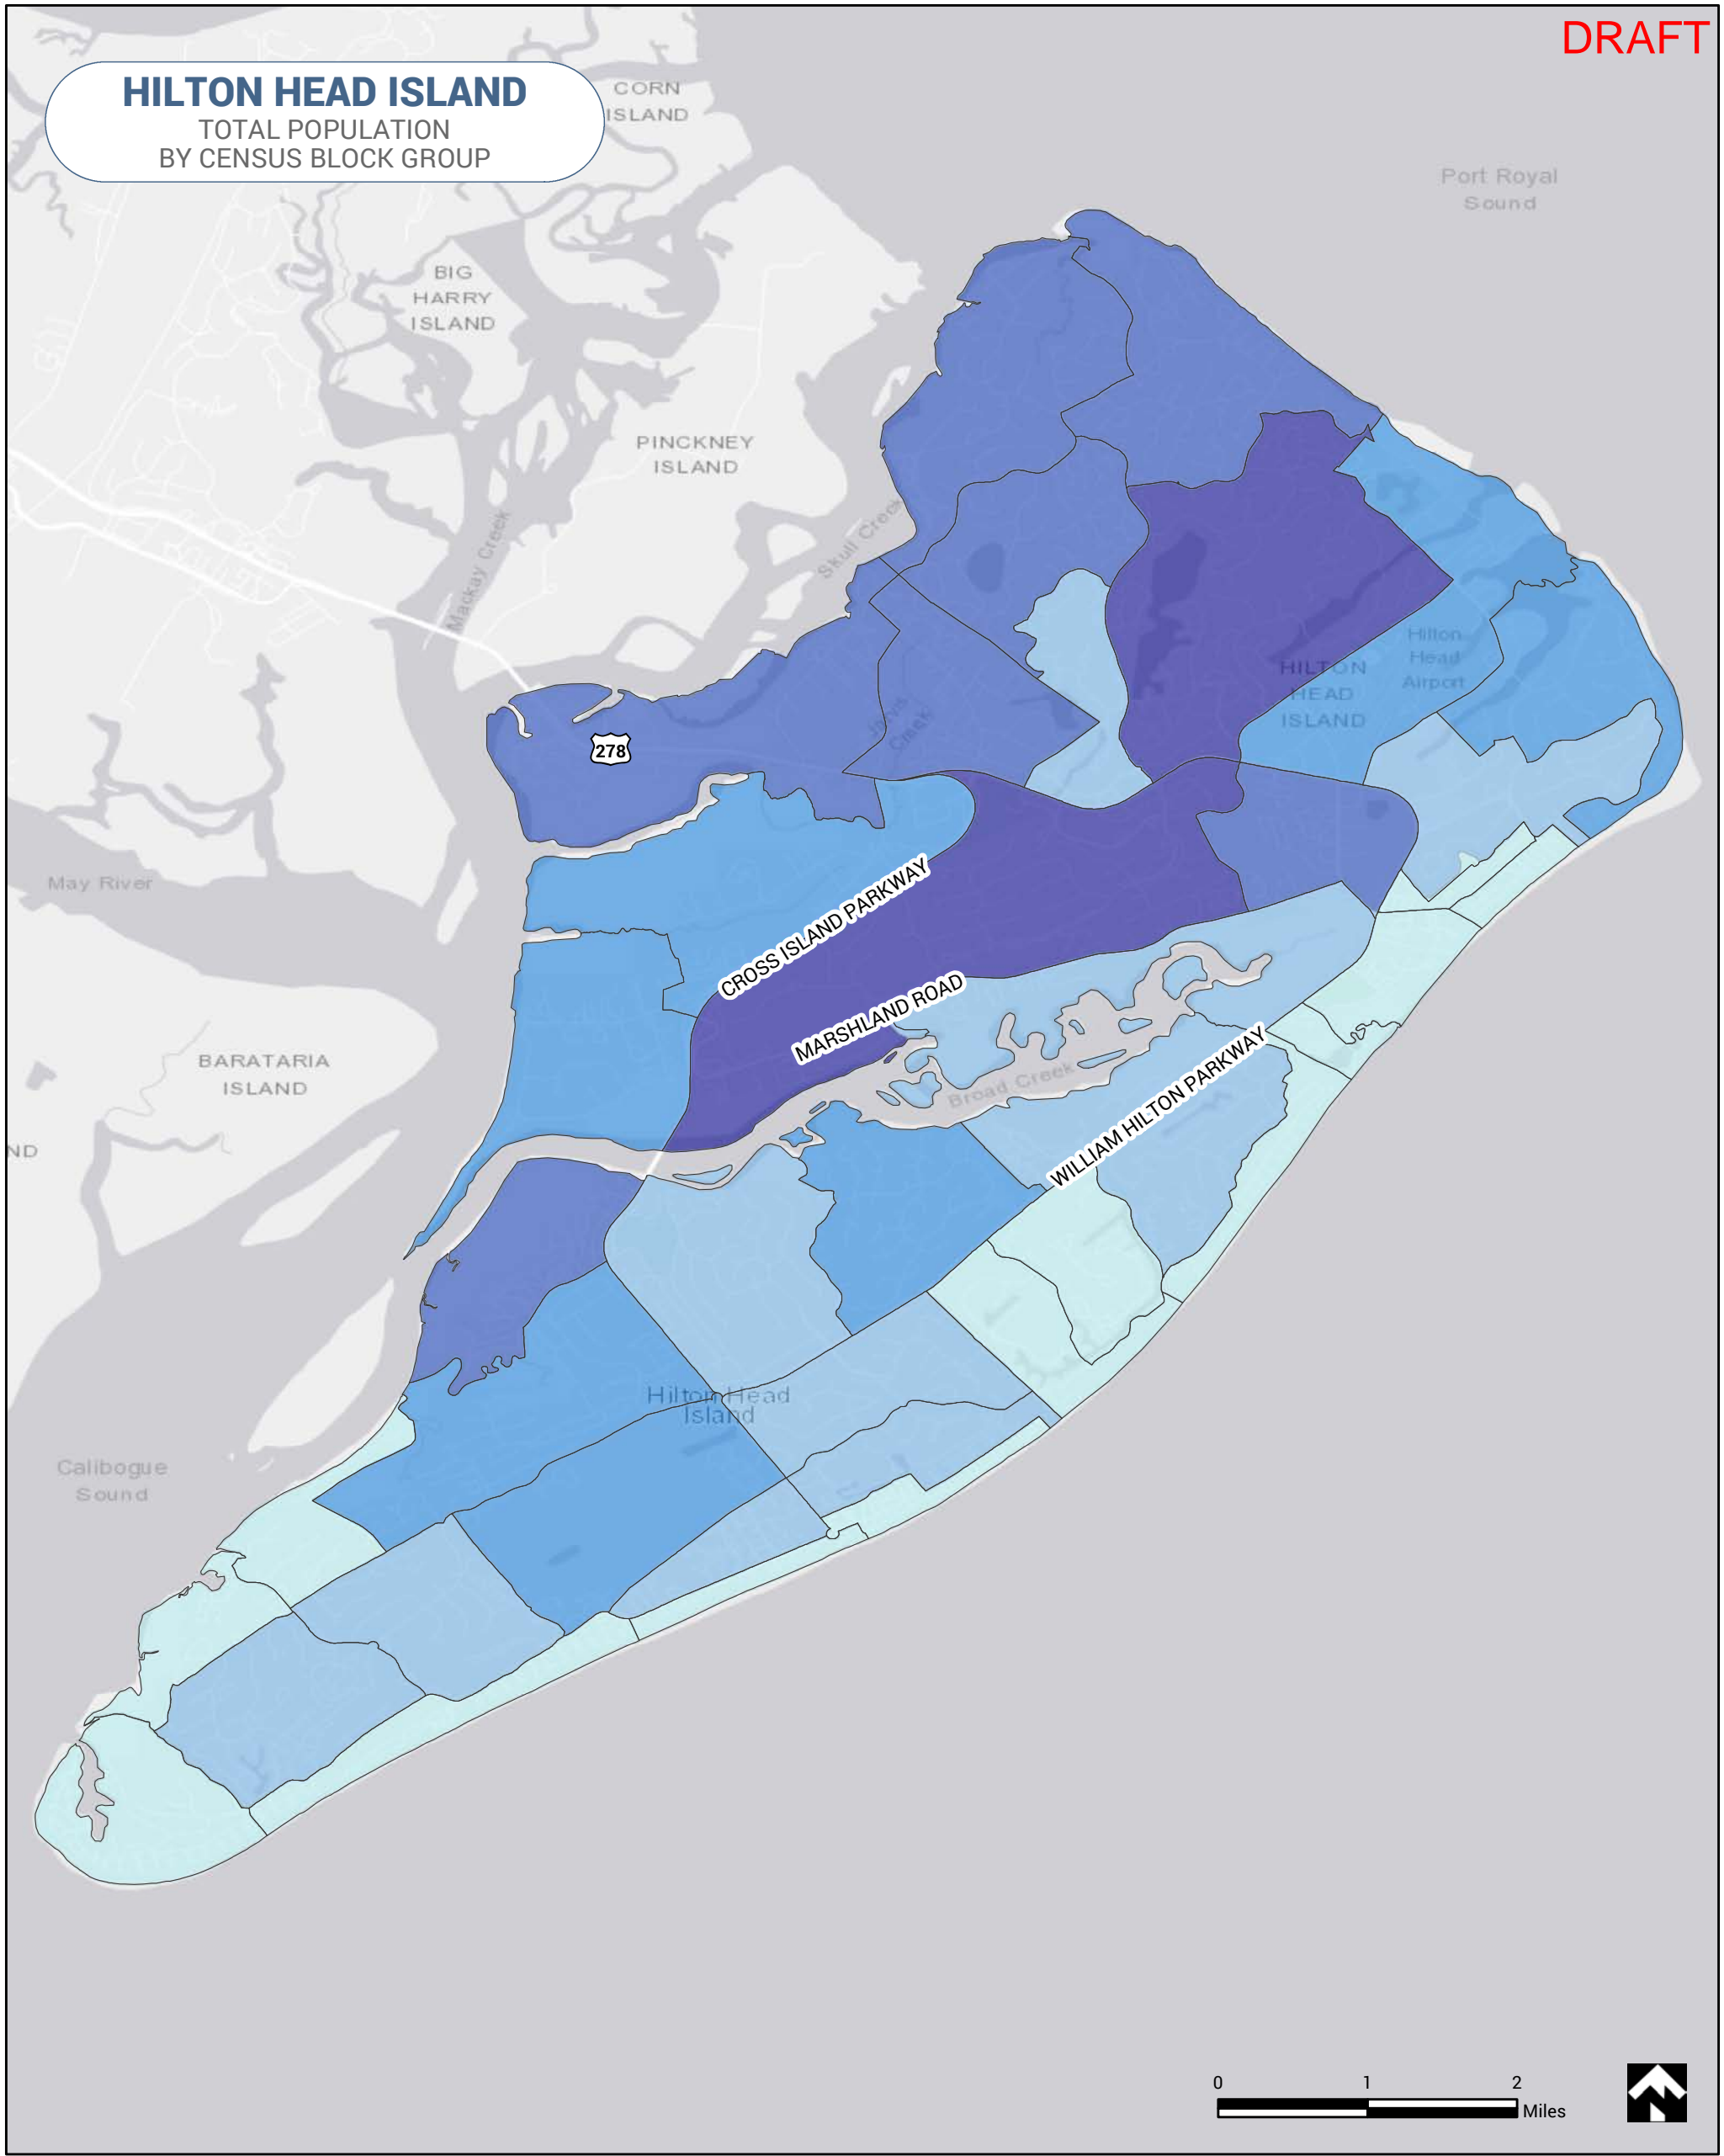 DRAFT
HILTON HEAD ISLAND
TOTAL POPULATION
BY CENSUS BLOCK GROUP
CORN
ISLAND
Port Royal
Sound
BIG
HARRY
ISLAND
PINCKNEY
ISLAND
Skull Creek
Mackay Creek
Hilton
Head
Airport
HILTON
HEAD
ISLAND
Jarvis
Creek
278
May River
CROSS ISLAND PARKWAY
MARSHLAND ROAD
BARATARIA
ISLAND
Broad Creek
WILLIAM HILTON PARKWAY
ND
Hilton Head
Island
Calibogue
Sound
0 1 2
Miles